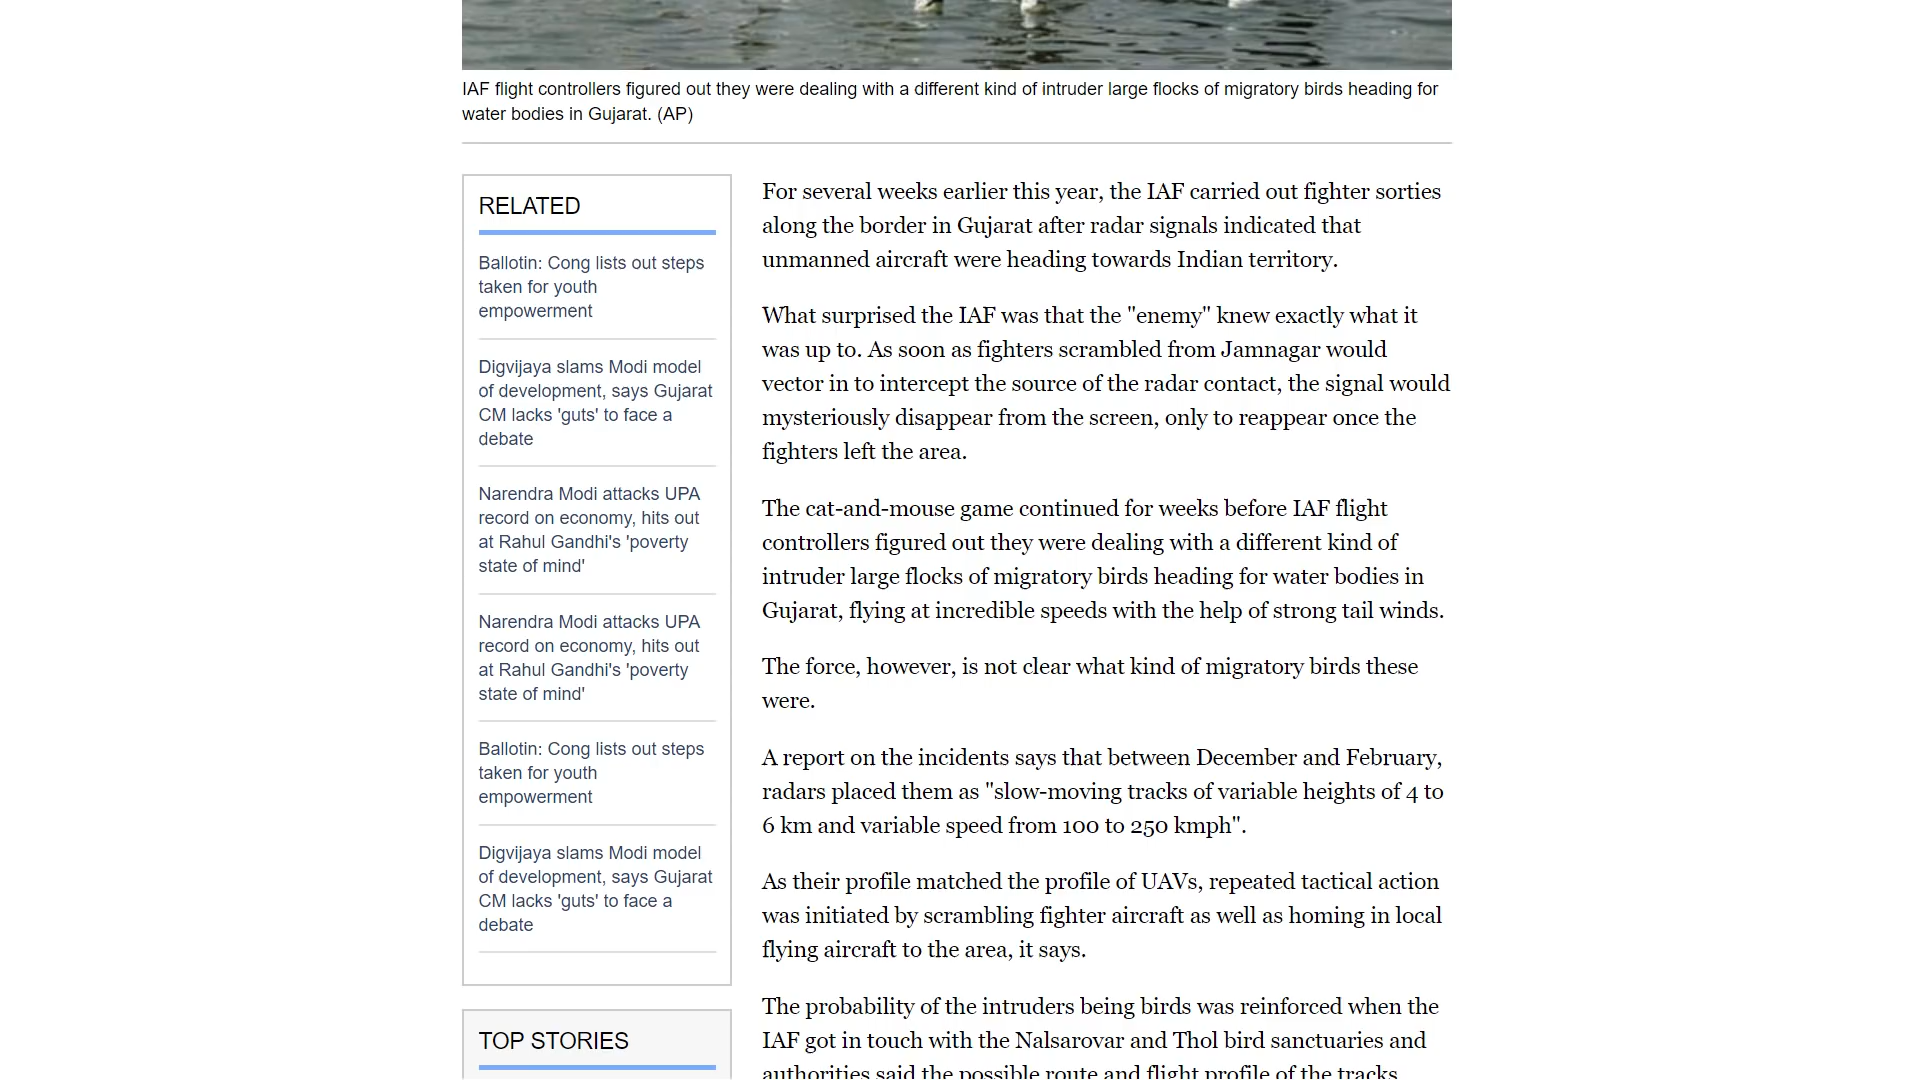 IAF flight controllers figured out they were dealing with a different kind of intruder large flocks of migratory birds heading for
water bodies in Gujarat. (AP)
RELATED
Ballotin: Cong lists out steps
taken for youth
empowerment
Digvijaya slams Modi model
of development, says Gujarat
CM lacks 'guts' to face a
debate
Narendra Modi attacks UPA
record on economy, hits out
at Rahul Gandhi's 'poverty
state of mind'
Narendra Modi attacks UPA
record on economy, hits out
at Rahul Gandhi's 'poverty
state of mind'
Ballotin: Cong lists out steps
taken for youth
empowerment
Digvijaya slams Modi model
of development, says Gujarat
CM lacks 'guts' to face a
debate
TOP STORIES
For several weeks earlier this year, the IAF carried out fighter sorties
along the border in Gujarat after radar signals indicated that
unmanned aircraft were heading towards Indian territory.
What surprised the IAF was that the "enemy" knew exactly what it
was up to. As soon as fighters scrambled from Jamnagar would
vector in to intercept the source of the radar contact, the signal would
mysteriously disappear from the screen, only to reappear once the
fighters left the area.
The cat-and-mouse game continued for weeks before IAF flight
controllers figured out they were dealing with a different kind of
intruder large flocks of migratory birds heading for water bodies in
Gujarat, flying at incredible speeds with the help of strong tail winds.
The force, however, is not clear what kind of migratory birds these
were.
A report on the incidents says that between December and February,
radars placed them as "slow-moving tracks of variable heights of 4 to
6 km and variable speed from 100 to 250 kmph".
As their profile matched the profile of UAVs, repeated tactical action
was initiated by scrambling fighter aircraft as well as homing in local
flying aircraft to the area, it says.
The probability of the intruders being birds was reinforced when the
IAF got in touch with the Nalsarovar and Thol bird sanctuaries and
authorities said the possible route and flight profile of the tracks